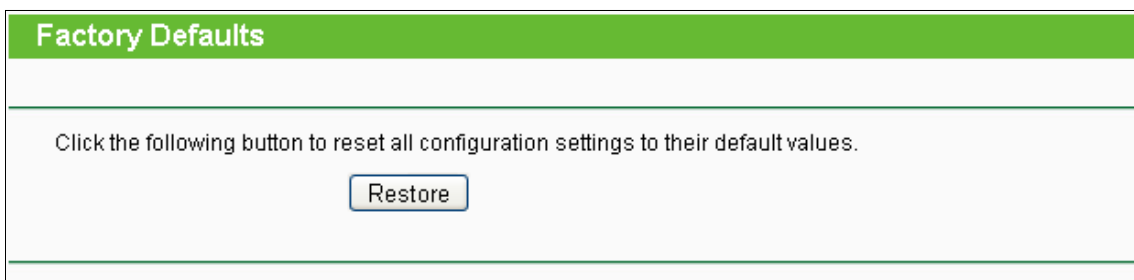 Factory Defaults
Click the following button to reset all configuration settings to their default values.
Restore